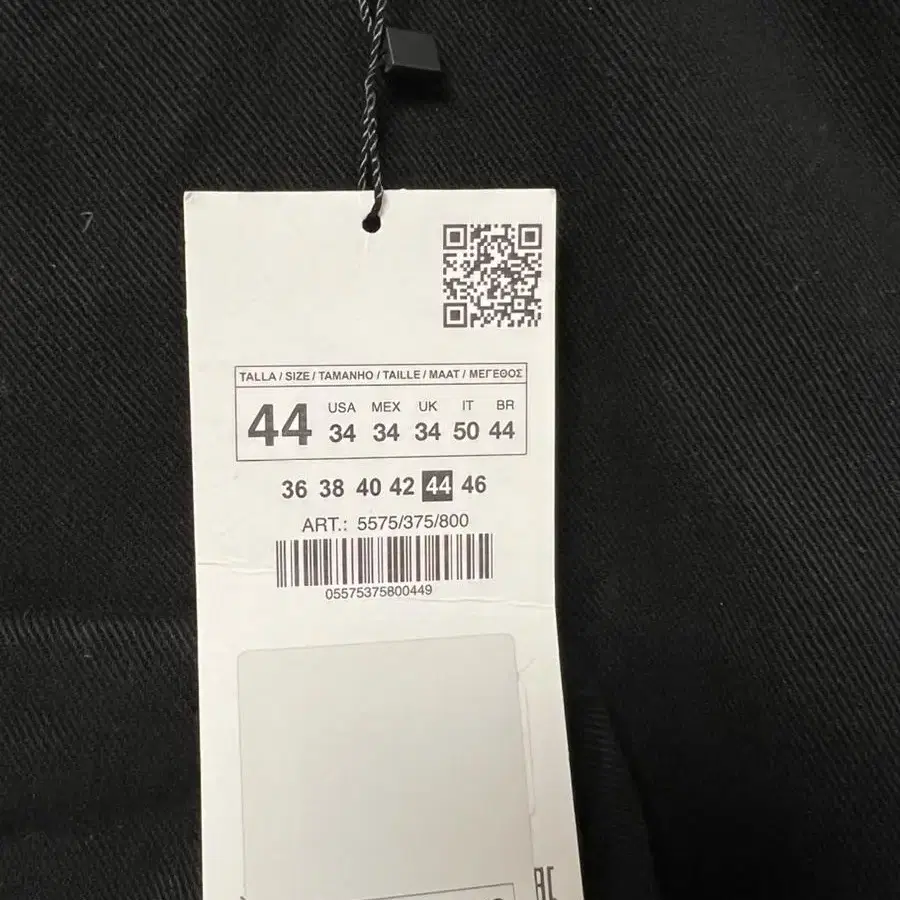 TALLA / SIZE / TAMANHO / TAILLE / MAAT / ΜΕΓΕΘΟΣ
44 USA MEX UK IT BR
34 34 34 50 44
36 38 40 42 44 46
ART.: 5575/375/800
05575375800449